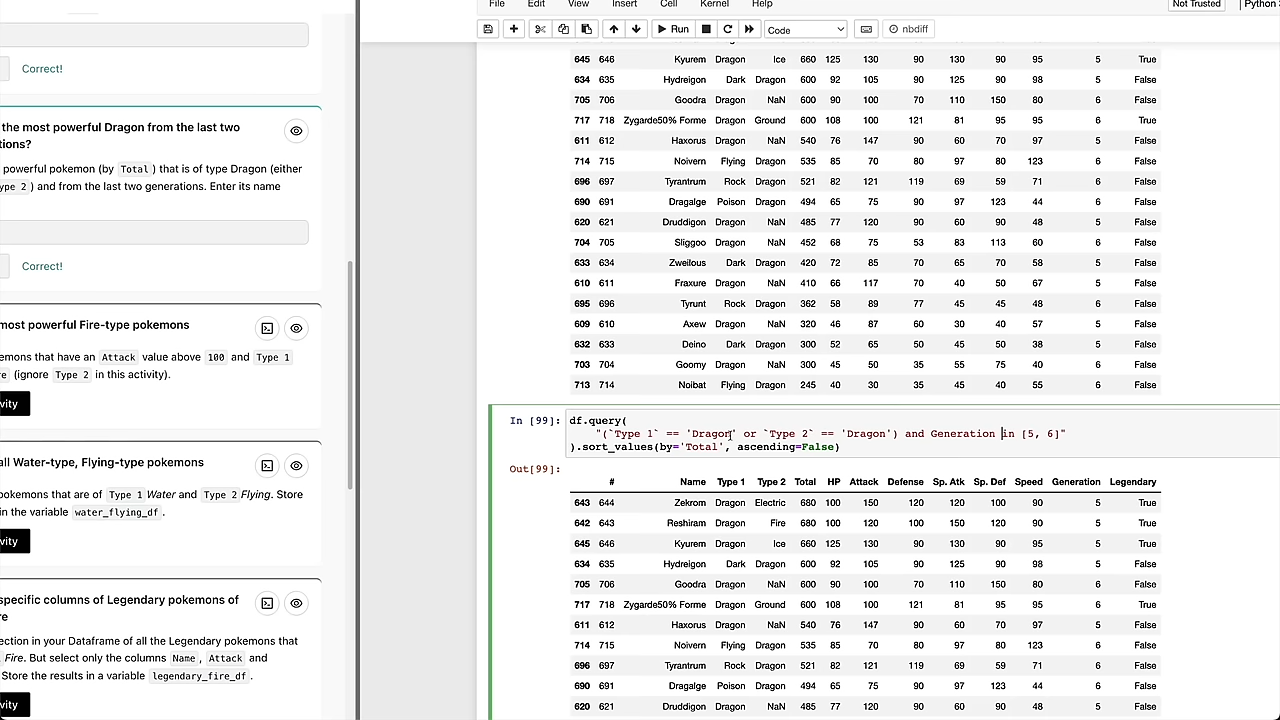 File Edit View Insert Cell Kernel Help
Not Trusted
Python 3
Run
Code
nbdiff
Correct!
the most powerful Dragon from the last two
tions?
powerful pokemon (by Total ) that is of type Dragon (either
ype 2 ) and from the last two generations. Enter its name
Correct!
most powerful Fire-type pokemons
emons that have an Attack value above 100 and Type 1
re (ignore Type 2 in this activity).
vity
all Water-type, Flying-type pokemons
pokemons that are of Type 1 Water and Type 2 Flying. Store
in the variable water_flying_df .
vity
specific columns of Legendary pokemons of
re
ection in your Dataframe of all the Legendary pokemons that
Fire. But select only the columns Name , Attack and
Store the results in a variable legendary_fire_df .
vity
645 646 Kyurem Dragon Ice 660 125 130 90 130 90 95 5 True
634 635 Hydreigon Dark Dragon 600 92 105 90 125 90 98 5 False
705 706 Goodra Dragon NaN 600 90 100 70 110 150 80 6 False
717 718 Zygarde50% Forme Dragon Ground 600 108 100 121 81 95 95 6 True
611 612 Haxorus Dragon NaN 540 76 147 90 60 70 97 5 False
714 715 Noivern Flying Dragon 535 85 70 80 97 80 123 6 False
696 697 Tyrantrum Rock Dragon 521 82 121 119 69 59 71 6 False
690 691 Dragalge Poison Dragon 494 65 75 90 97 123 44 6 False
620 621 Druddigon Dragon NaN 485 77 120 90 60 90 48 5 False
704 705 Sliggoo Dragon NaN 452 68 75 53 83 113 60 6 False
633 634 Zweilous Dark Dragon 420 72 85 70 65 70 58 5 False
610 611 Fraxure Dragon NaN 410 66 117 70 40 50 67 5 False
695 696 Tyrunt Rock Dragon 362 58 89 77 45 45 48 6 False
609 610 Axew Dragon NaN 320 46 87 60 30 40 57 5 False
632 633 Deino Dark Dragon 300 52 65 50 45 50 38 5 False
703 704 Goomy Dragon NaN 300 45 50 35 55 75 40 6 False
713 714 Noibat Flying Dragon 245 40 30 35 45 40 55 6 False
In [99]: df.query(
"(`Type 1` == 'Dragon' or `Type 2` == 'Dragon') and Generation in [5, 6]"
).sort_values(by='Total', ascending=False)
Out[99]:
# Name Type 1 Type 2 Total HP Attack Defense Sp. Atk Sp. Def Speed Generation Legendary
643 644 Zekrom Dragon Electric 680 100 150 120 120 100 90 5 True
642 643 Reshiram Dragon Fire 680 100 120 100 150 120 90 5 True
645 646 Kyurem Dragon Ice 660 125 130 90 130 90 95 5 True
634 635 Hydreigon Dark Dragon 600 92 105 90 125 90 98 5 False
705 706 Goodra Dragon NaN 600 90 100 70 110 150 80 6 False
717 718 Zygarde50% Forme Dragon Ground 600 108 100 121 81 95 95 6 True
611 612 Haxorus Dragon NaN 540 76 147 90 60 70 97 5 False
714 715 Noivern Flying Dragon 535 85 70 80 97 80 123 6 False
696 697 Tyrantrum Rock Dragon 521 82 121 119 69 59 71 6 False
690 691 Dragalge Poison Dragon 494 65 75 90 97 123 44 6 False
620 621 Druddigon Dragon NaN 485 77 120 90 60 90 48 5 False